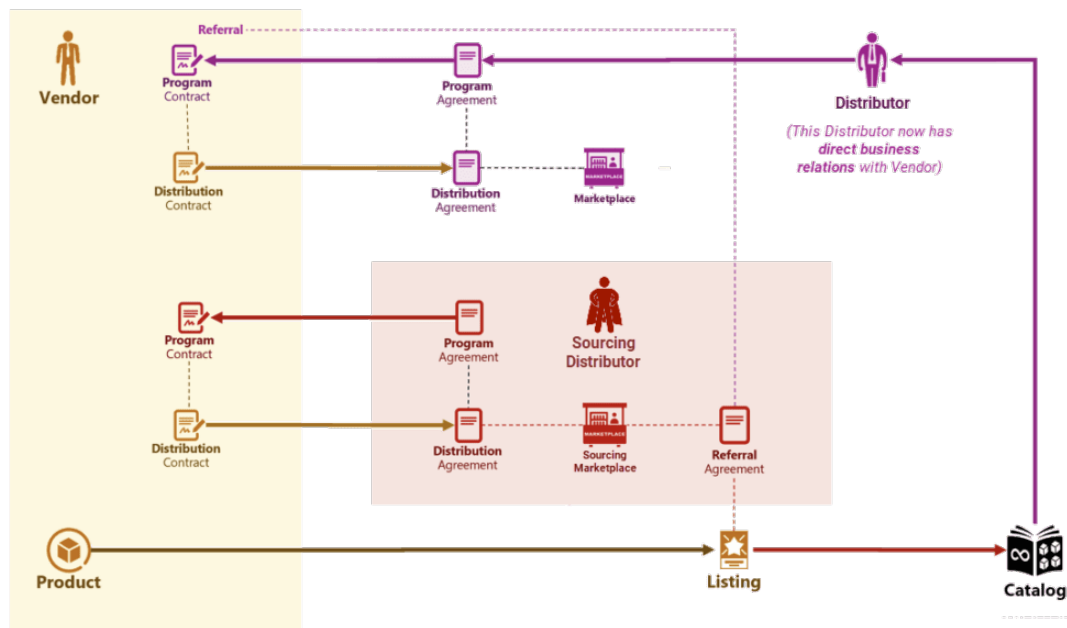 Referral
Vendor
Program
Contract
Program
Agreement
Distributor
(This Distributor now has
direct business
relations with Vendor)
Distribution
Contract
Distribution
Agreement
MARKETPLACE
Marketplace
Program
Contract
Program
Agreement
Sourcing
Distributor
Distribution
Contract
Distribution
Agreement
MARKETPLACE
Sourcing
Marketplace
Referral
Agreement
Product
Listing
Catalog